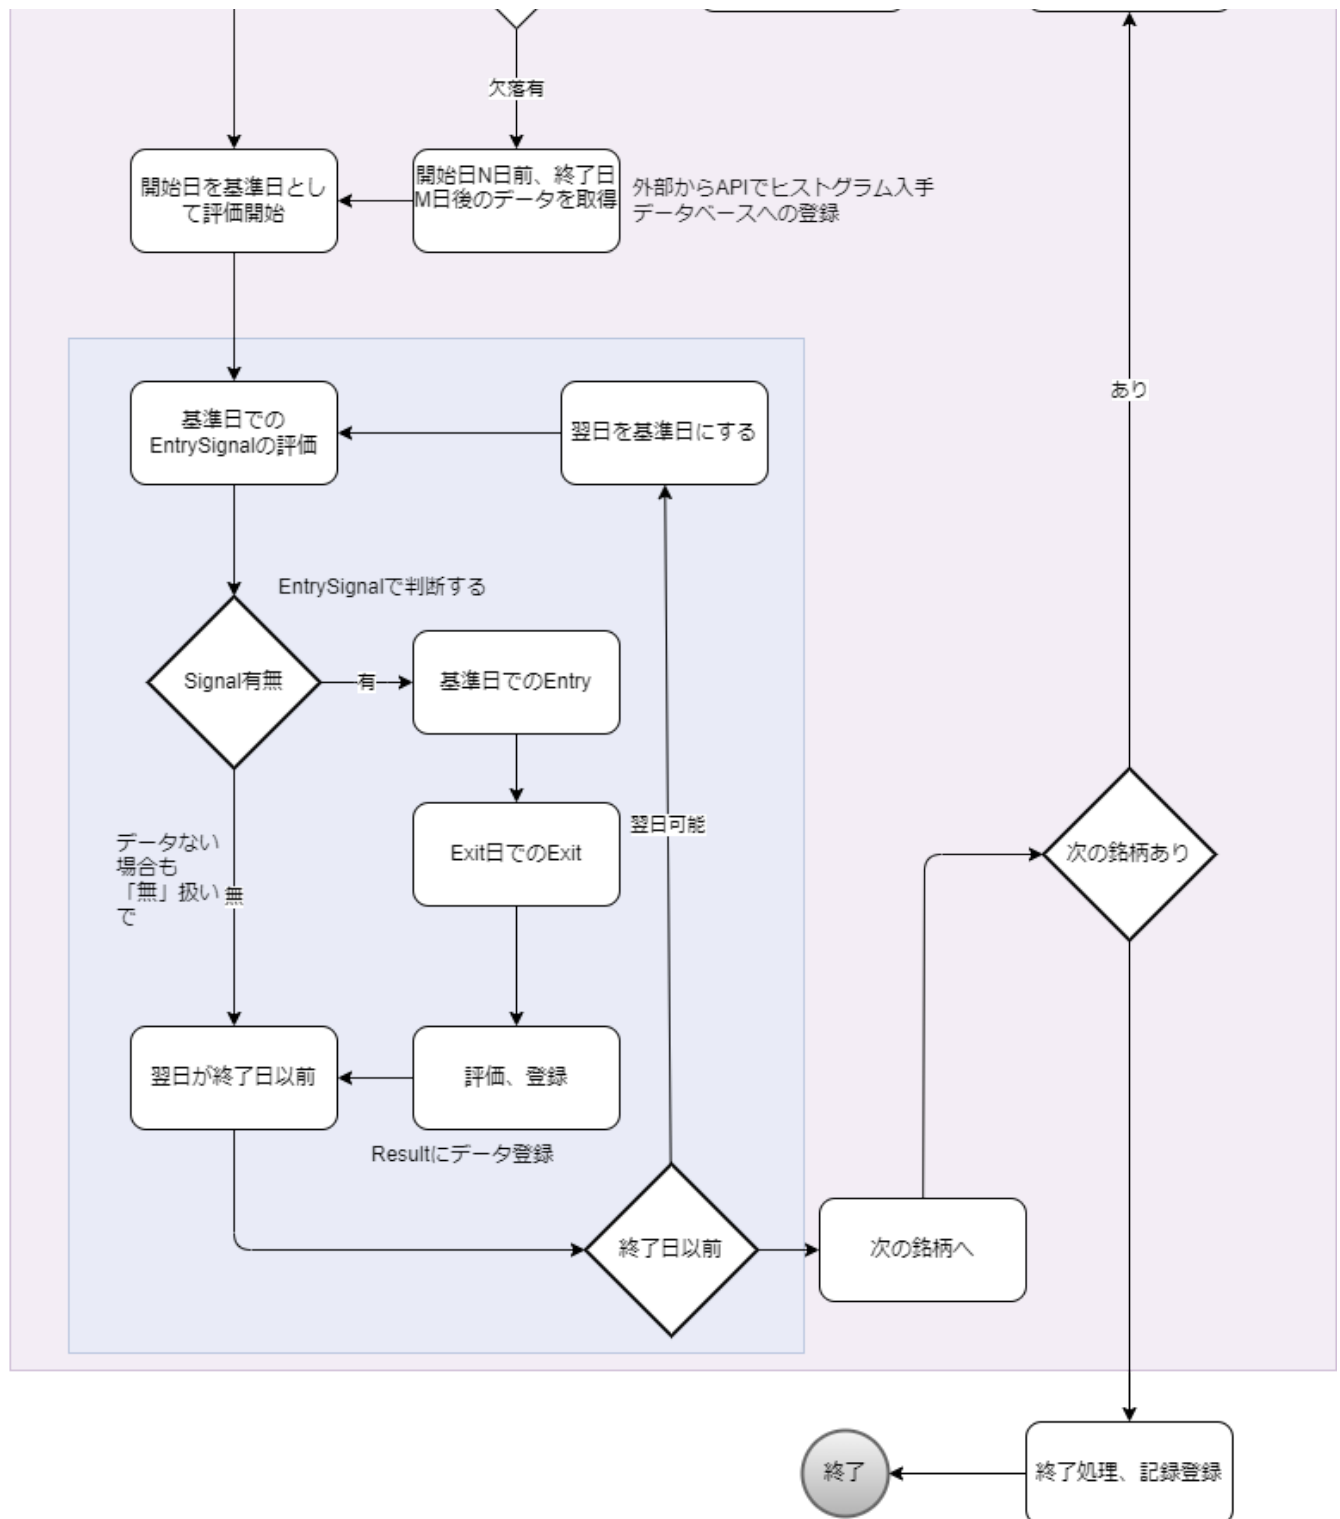 欠落有
開始日を基準日とし
て評価開始
開始日N日前、終了日
M日後のデータを取得
外部からAPIでヒストグラム入手
データベースへの登録
あり
基準日での
EntrySignalの評価
翌日を基準日にする
EntrySignalで判断する
Signal有無
有
基準日でのEntry
翌日可能
Exit日でのExit
次の銘柄あり
データない
場合も
「無」扱い
で
無
翌日が終了日以前
評価、登録
Resultにデータ登録
終了日以前
次の銘柄へ
終了
終了処理、記録登録